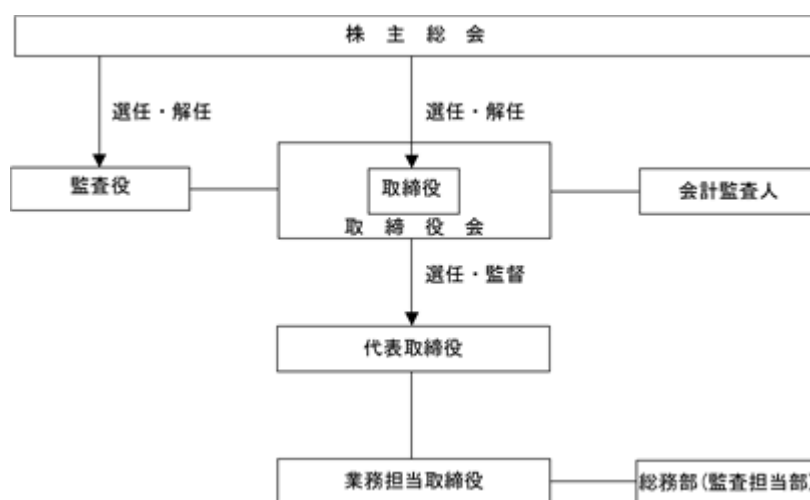 株主総会
選任・解任
選任・解任
監査役
取締役
会計監査人
取締役会
選任・監督
代表取締役
業務担当取締役
総務部(監査担当部)